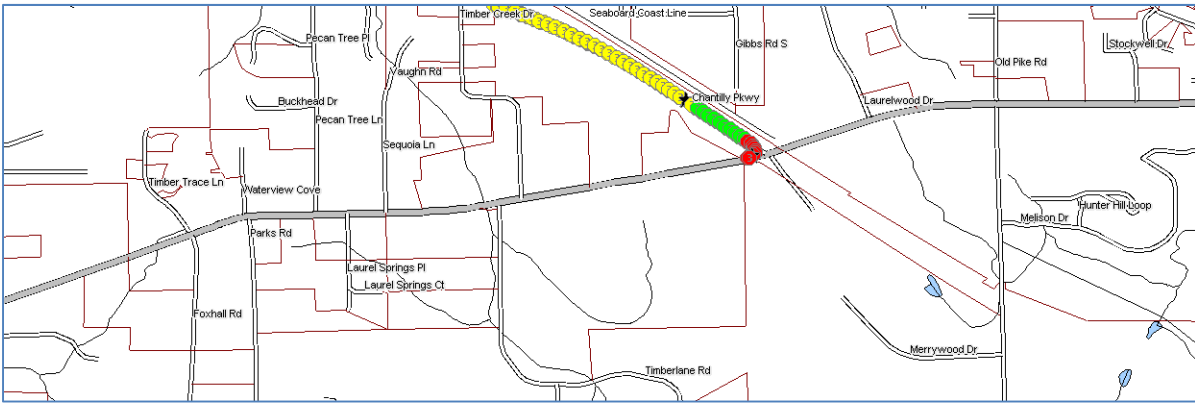 Timber Creek Dr
Seaboard Coast Line
Pecan Tree Pl
Gibbs Rd S
Stockwell Dr
Old Pike Rd
Vaughn Rd
Chantilly Pkwy
Laurelwood Dr
Buckhead Dr
Pecan Tree Ln
Sequoia Ln
Timber Trace Ln
Waterview Cove
Hunter Hill Loop
Melison Dr
Parks Rd
Laurel Springs Pl
Laurel Springs Ct
Foxhall Rd
Merrywood Dr
Timberlane Rd